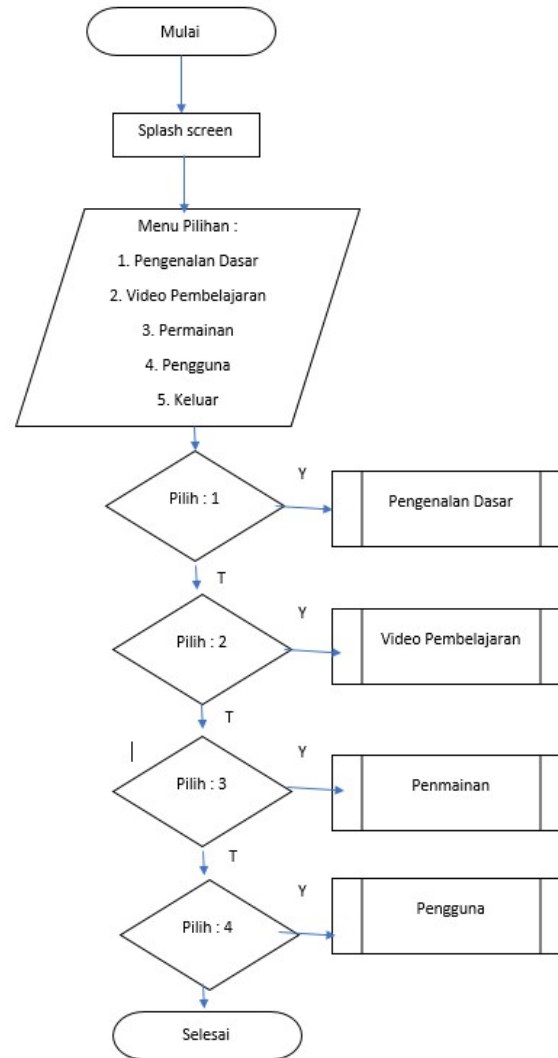 Mulai
Splash screen
Menu Pilihan :
1. Pengenalan Dasar
2. Video Pembelajaran
3. Permainan
4. Pengguna
5. Keluar
Pilih : 1
Y
Pengenalan Dasar
T
Pilih : 2
Y
Video Pembelajaran
T
Pilih : 3
Y
Penmainan
T
Pilih : 4
Y
Pengguna
Selesai